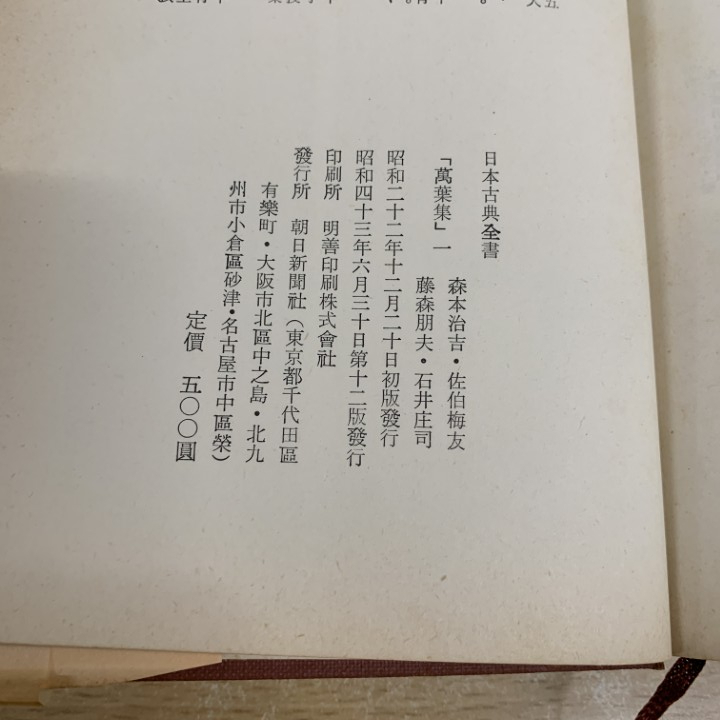 日本古典全書
「萬葉集」一
森本治吉・佐伯梅友
藤森朋夫・石井庄司
昭和二十二年十二月二十日初版發行
昭和四十三年六月三十日第十二版發行
印刷所　明善印刷株式會社
發行所　朝日新聞社（東京都千代田區
有樂町・大阪市北區中之島・北九
州市小倉區砂津・名古屋市中區榮）
定價　五〇〇圓